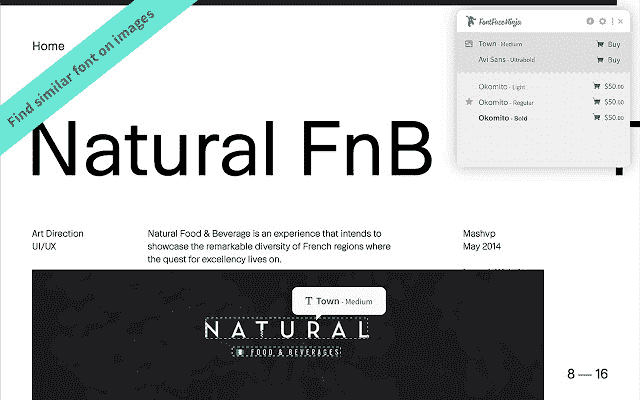 Find similar font on images
Home
FontFaceNinja
Town - Medium Buy
Avi Sans - Ultrabold Buy
Okomito - Light $50.00
Okomito - Regular $50.00
Okomito - Bold $50.00
Natural FnB
Art Direction
UI/UX
Natural Food & Beverage is an experience that intends to
showcase the remarkable diversity of French regions where
the quest for excellency lives on.
Mashvp
May 2014
T Town - Medium
NATURAL
FOOD & BEVERAGES
8 — 16